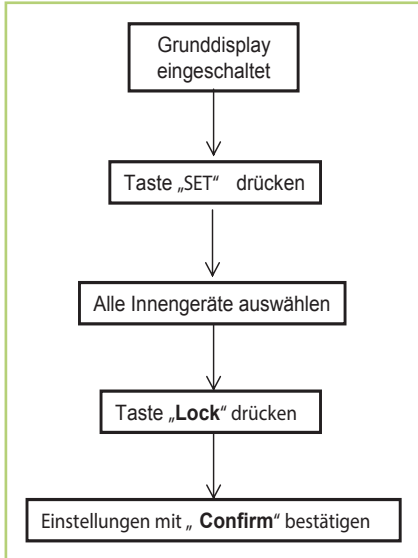 Grunddisplay
eingeschaltet
Taste „SET“ drücken
Alle Innengeräte auswählen
Taste „Lock“ drücken
Einstellungen mit „ Confirm“ bestätigen